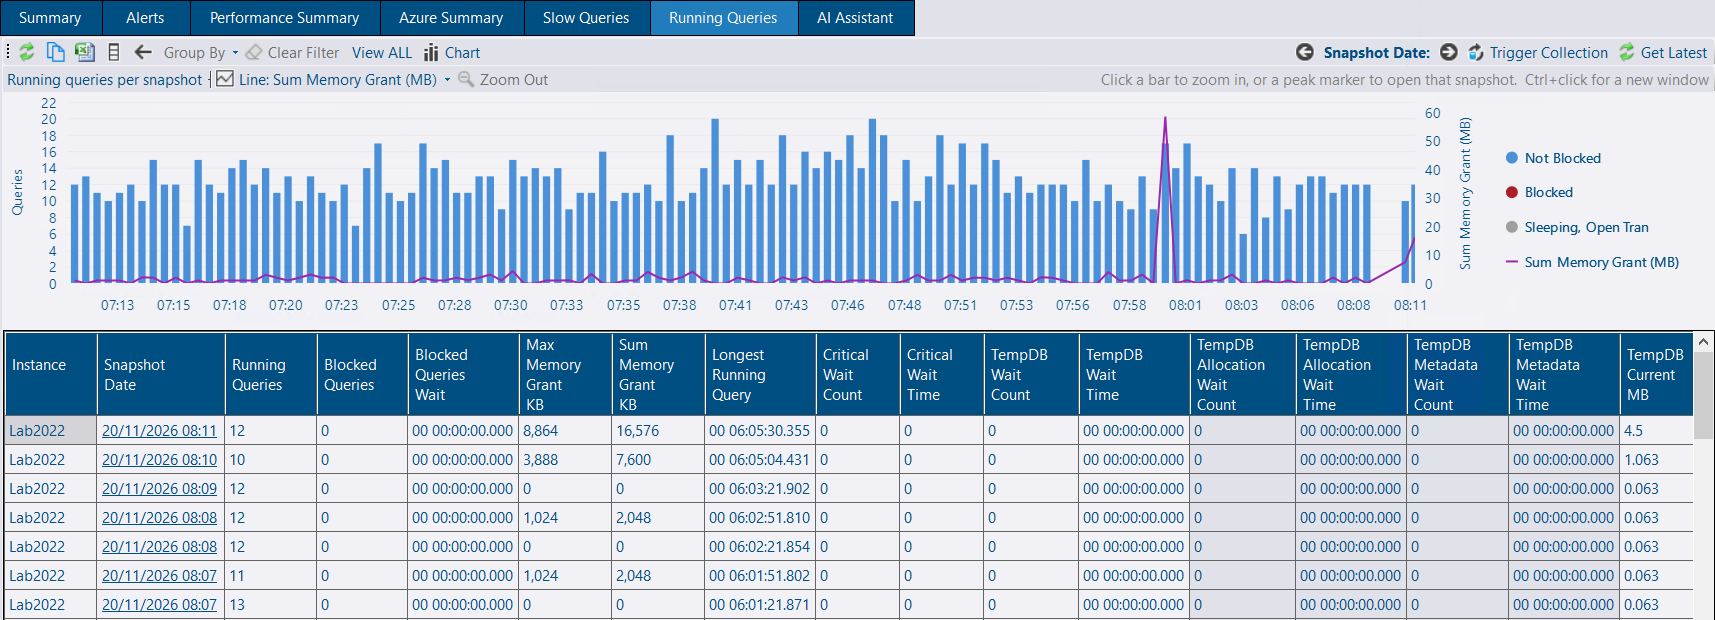 Summary Alerts Performance Summary Azure Summary Slow Queries Running Queries AI Assistant
Group By Clear Filter View ALL Chart Snapshot Date: Trigger Collection Get Latest
Running queries per snapshot Line: Sum Memory Grant (MB) Zoom Out Click a bar to zoom in, or a peak marker to open that snapshot. Ctrl+click for a new window
Queries
22
20
18
16
14
12
10
8
6
4
2
0
07:13 07:15 07:18 07:20 07:23 07:25 07:28 07:30 07:33 07:35 07:38 07:41 07:43 07:46 07:48 07:51 07:53 07:56 07:58 08:01 08:03 08:06 08:08 08:11
60
50
40
30
20
10
0
Sum Memory Grant (MB)
Not Blocked
Blocked
Sleeping, Open Tran
Sum Memory Grant (MB)
Instance Snapshot Date Running Queries Blocked Queries Blocked Queries Wait Max Memory Grant KB Sum Memory Grant KB Longest Running Query Critical Wait Count Critical Wait Time TempDB Wait Count TempDB Wait Time TempDB Allocation Wait Count TempDB Allocation Wait Time TempDB Metadata Wait Count TempDB Metadata Wait Time TempDB Current MB
Lab2022 20/11/2026 08:11 12 0 00 00:00:00.000 8,864 16,576 00 06:05:30.355 0 0 0 00 00:00:00.000 0 00 00:00:00.000 0 00 00:00:00.000 4.5
Lab2022 20/11/2026 08:10 10 0 00 00:00:00.000 3,888 7,600 00 06:05:04.431 0 0 0 00 00:00:00.000 0 00 00:00:00.000 0 00 00:00:00.000 1.063
Lab2022 20/11/2026 08:09 12 0 00 00:00:00.000 0 0 00 06:03:21.902 0 0 0 00 00:00:00.000 0 00 00:00:00.000 0 00 00:00:00.000 0.063
Lab2022 20/11/2026 08:08 12 0 00 00:00:00.000 1,024 2,048 00 06:02:51.810 0 0 0 00 00:00:00.000 0 00 00:00:00.000 0 00 00:00:00.000 0.063
Lab2022 20/11/2026 08:08 12 0 00 00:00:00.000 0 0 00 06:02:21.854 0 0 0 00 00:00:00.000 0 00 00:00:00.000 0 00 00:00:00.000 0.063
Lab2022 20/11/2026 08:07 11 0 00 00:00:00.000 1,024 2,048 00 06:01:51.802 0 0 0 00 00:00:00.000 0 00 00:00:00.000 0 00 00:00:00.000 0.063
Lab2022 20/11/2026 08:07 13 0 00 00:00:00.000 0 0 00 06:01:21.871 0 0 0 00 00:00:00.000 0 00 00:00:00.000 0 00 00:00:00.000 0.063